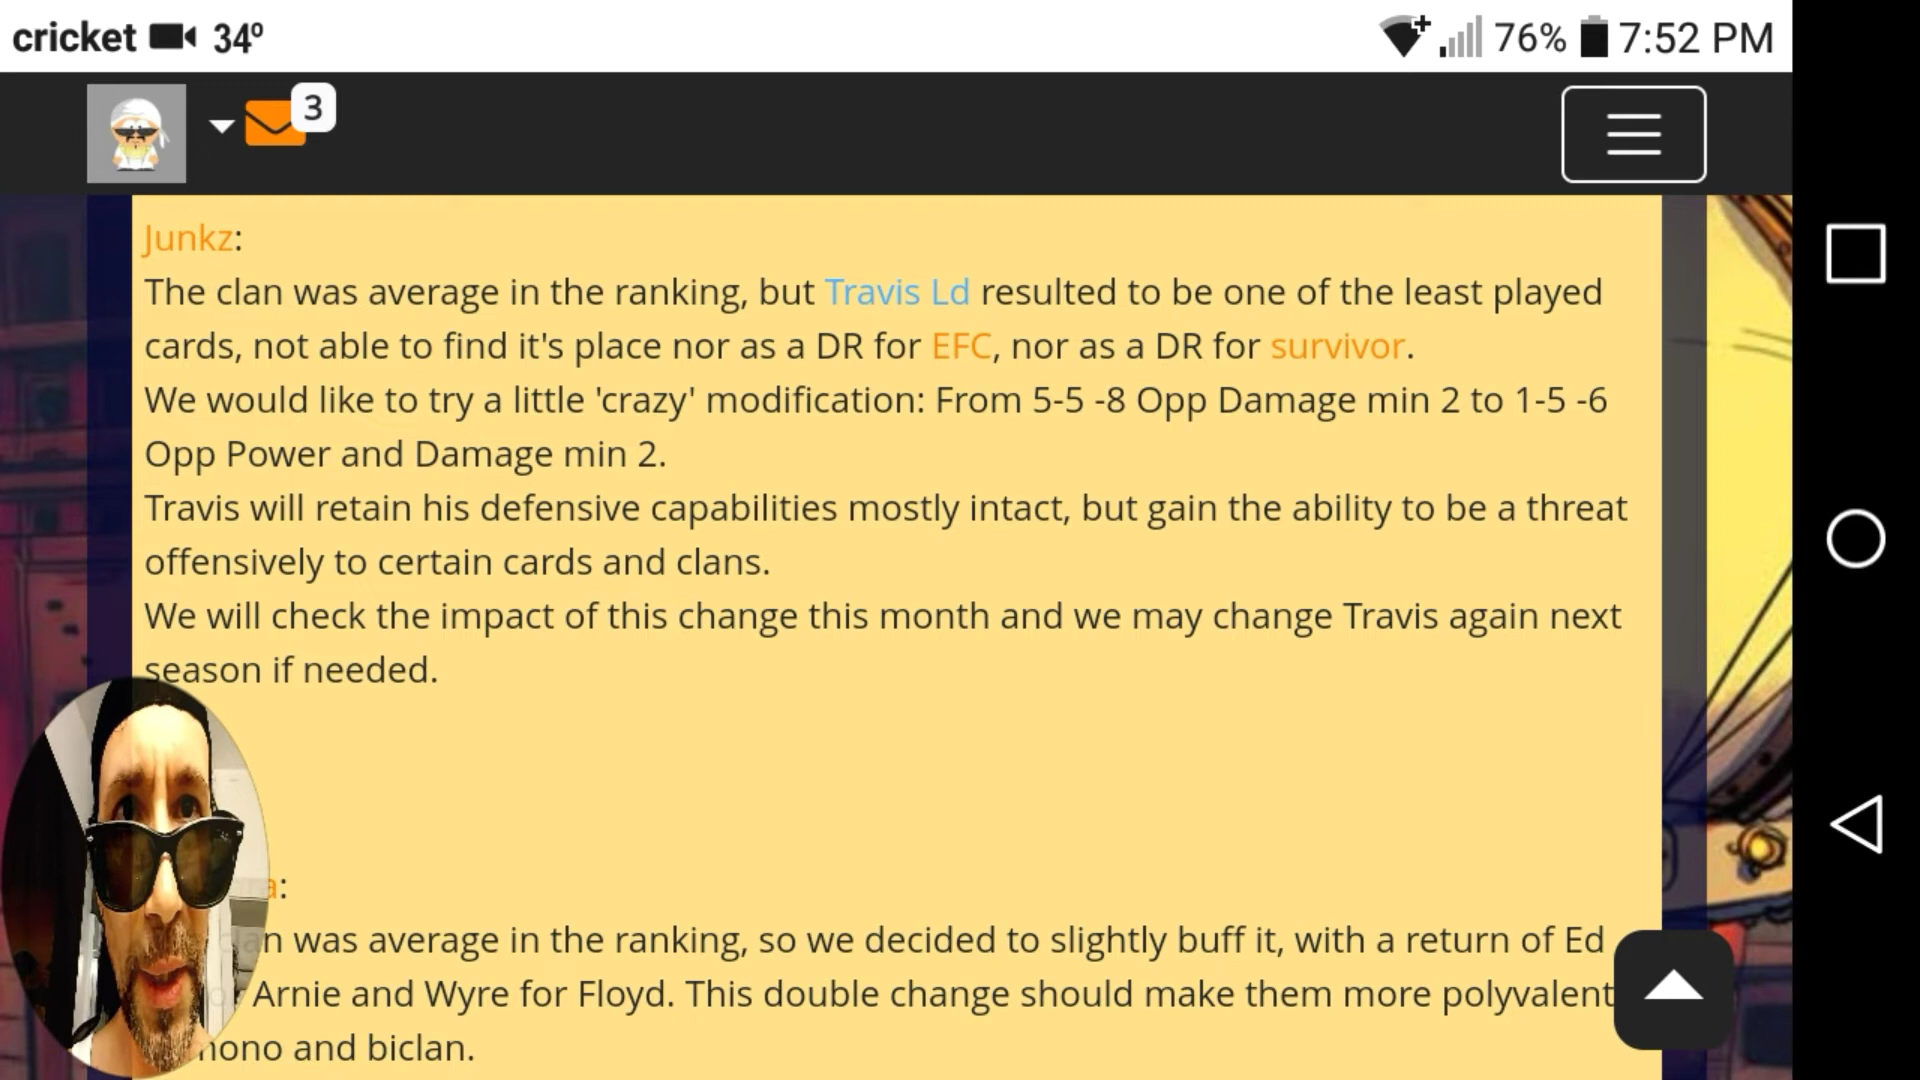 cricket 34º 76% 7:52 PM
3
Junkz:
The clan was average in the ranking, but Travis Ld resulted to be one of the least played
cards, not able to find it's place nor as a DR for EFC, nor as a DR for survivor.
We would like to try a little 'crazy' modification: From 5-5 -8 Opp Damage min 2 to 1-5 -6
Opp Power and Damage min 2.
Travis will retain his defensive capabilities mostly intact, but gain the ability to be a threat
offensively to certain cards and clans.
We will check the impact of this change this month and we may change Travis again next
season if needed.
a:
clan was average in the ranking, so we decided to slightly buff it, with a return of Ed
Arnie and Wyre for Floyd. This double change should make them more polyvalent
mono and biclan.